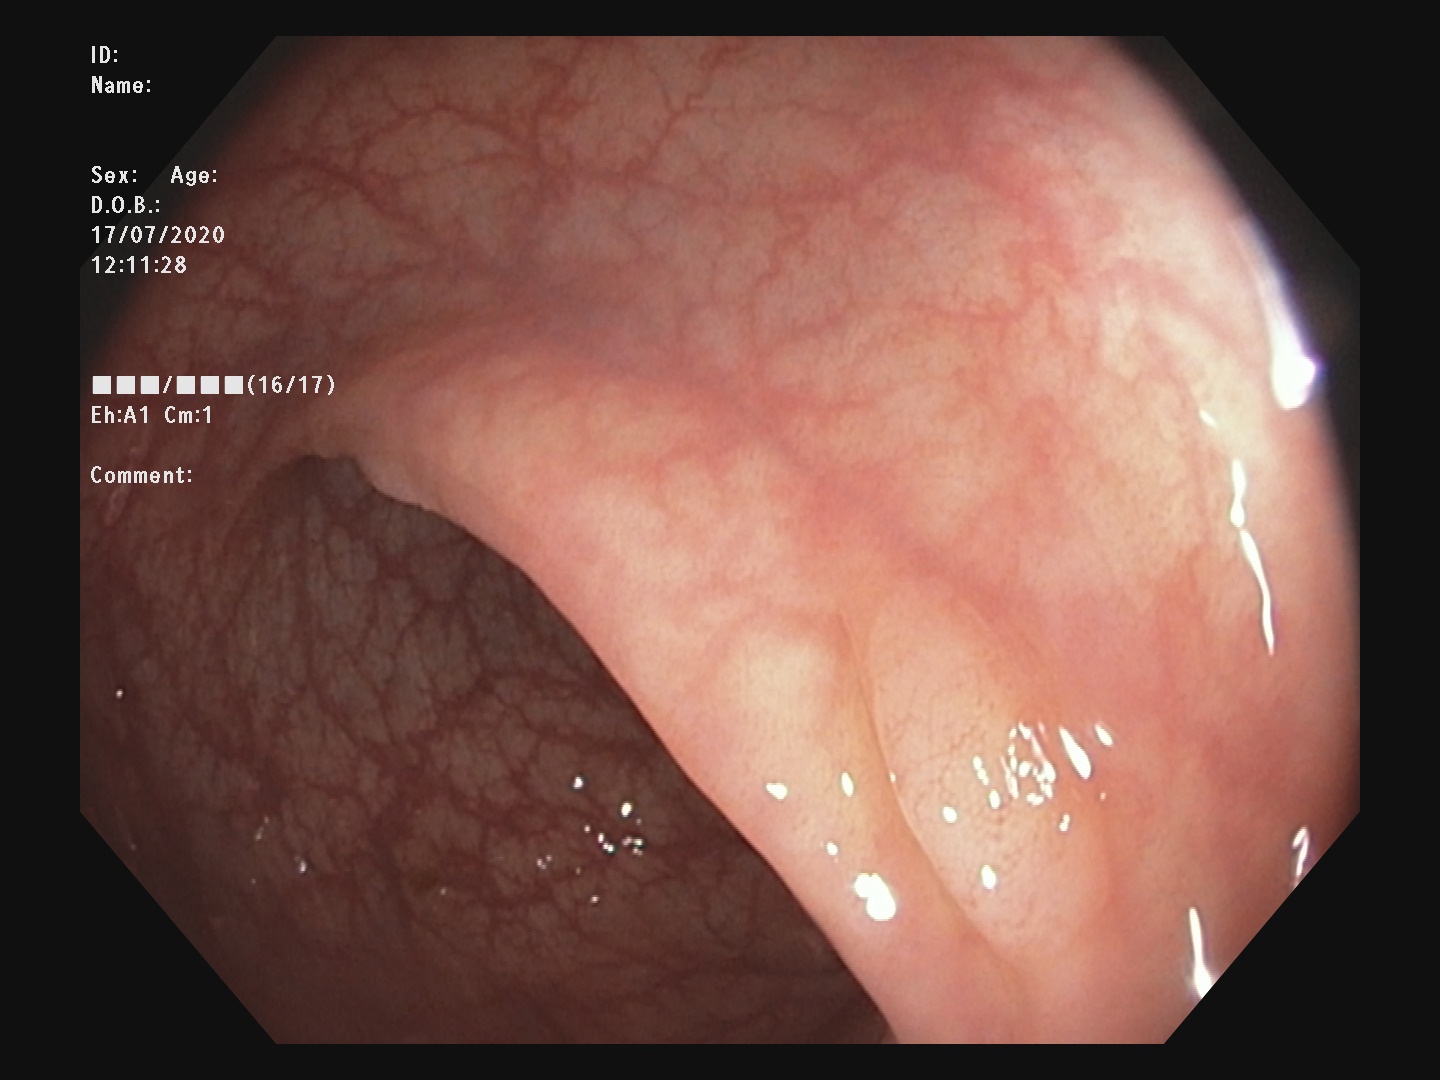 ID:
Name:
Sex: Age:
D.O.B.:
17/07/2020
12:11:28
■■■/■■■(16/17)
Eh:A1 Cm:1
Comment: